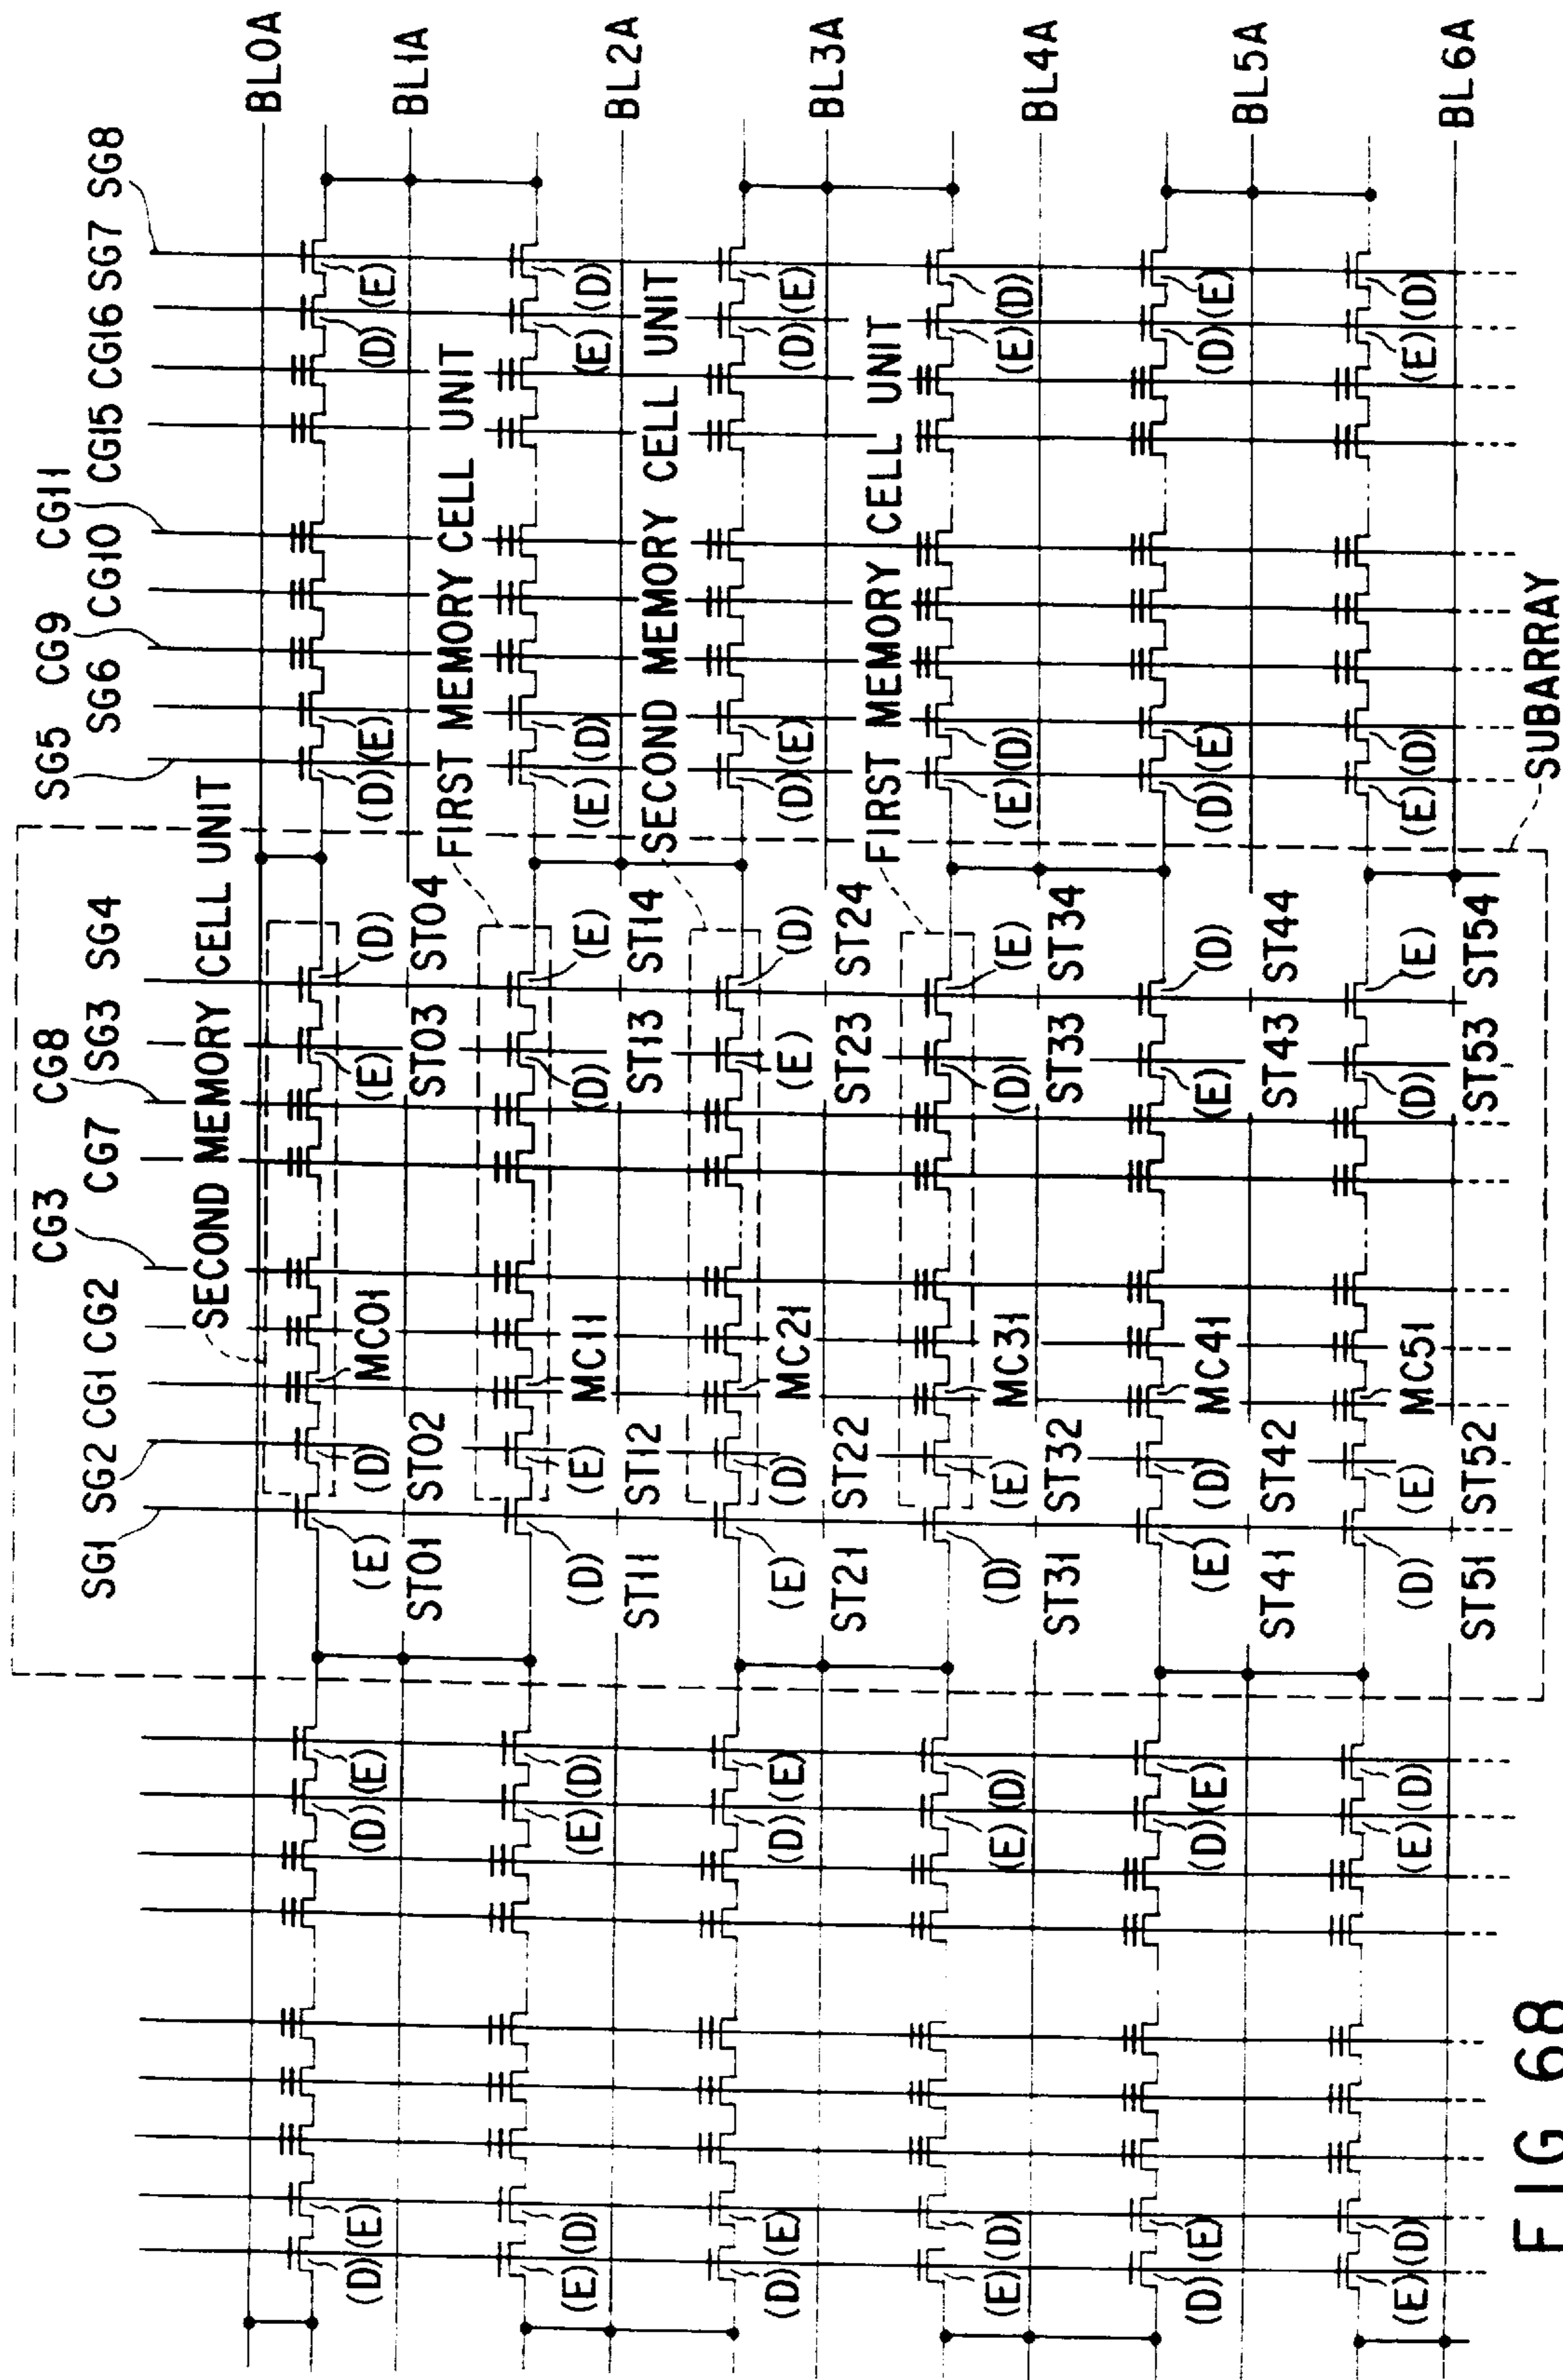 CG3 CG8 SG5 CG9 CG11
SG1 SG2 CG1 CG2 CG7 SG3 SG4 SG6 CG10 CG15 CG16 SG7 SG8
SECOND MEMORY CELL UNIT
BL0A
(D) (E) (D) (E) (E) (D) MC01 (E) (D) (D) (E) (D) (E)
ST01 ST02 ST03 ST04 BL1A
FIRST MEMORY CELL UNIT
(E) (D) (E) (D) (D) (E) MC11 (D) (E) (E) (D) (E) (D)
ST11 ST12 ST13 ST14 BL2A
SECOND MEMORY CELL UNIT
(D) (E) (D) (E) (E) (D) MC21 (E) (D) (D) (E) (D) (E)
ST21 ST22 ST23 ST24 BL3A
FIRST MEMORY CELL UNIT
(E) (D) (E) (D) (D) (E) MC31 (D) (E) (E) (D) (E) (D)
ST31 ST32 ST33 ST34 BL4A
(D) (E) (D) (E) (E) (D) MC41 (E) (D) (D) (E) (D) (E)
ST41 ST42 ST43 ST44 BL5A
(E) (D) (E) (D) (D) (E) MC51 (D) (E) (E) (D) (E) (D)
ST51 ST52 ST53 ST54 BL6A
SUBARRAY
FIG 68